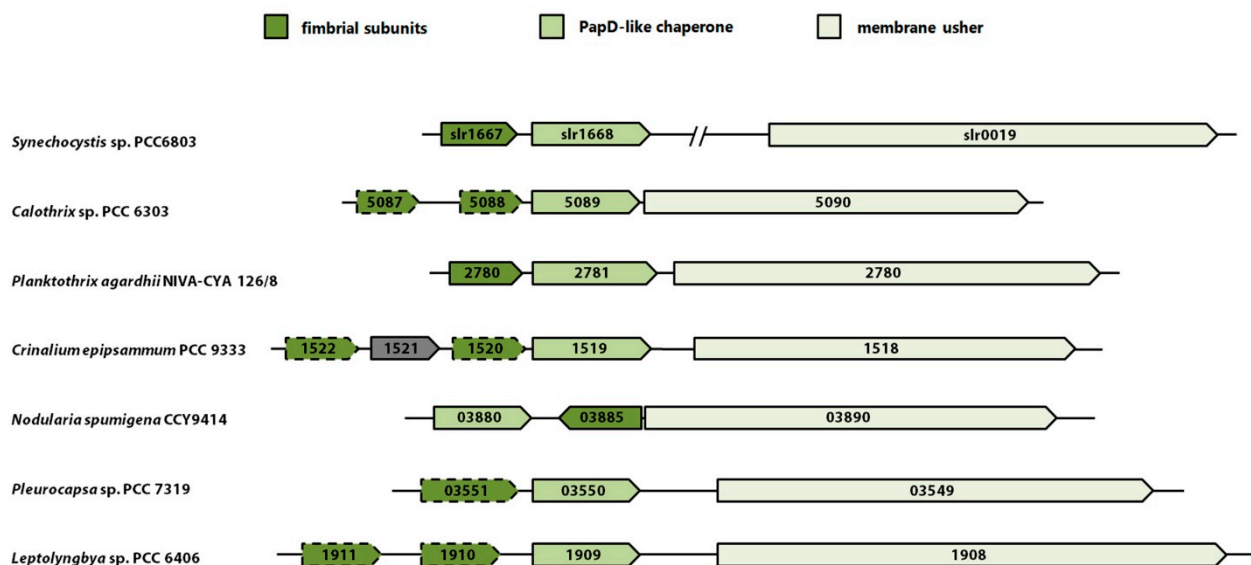 fimbrial subunits PapD-like chaperone membrane usher
Synechocystis sp. PCC6803 slr1667 slr1668 slr0019
Calothrix sp. PCC 6303 5087 5088 5089 5090
Planktothrix agardhii NIVA-CYA 126/8 2780 2781 2780
Crinalium epipsammum PCC 9333 1522 1521 1520 1519 1518
Nodularia spumigena CCY9414 03880 03885 03890
Pleurocapsa sp. PCC 7319 03551 03550 03549
Leptolyngbya sp. PCC 6406 1911 1910 1909 1908